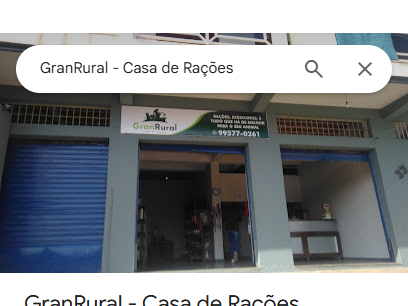 GranRural - Casa de Rações
RAÇÕES, ACESSÓRIOS, E
TUDO QUE HÁ DE MELHOR
PARA O SEU ANIMAL
GranRural
99577-0261
GranRural - Casa de Rações